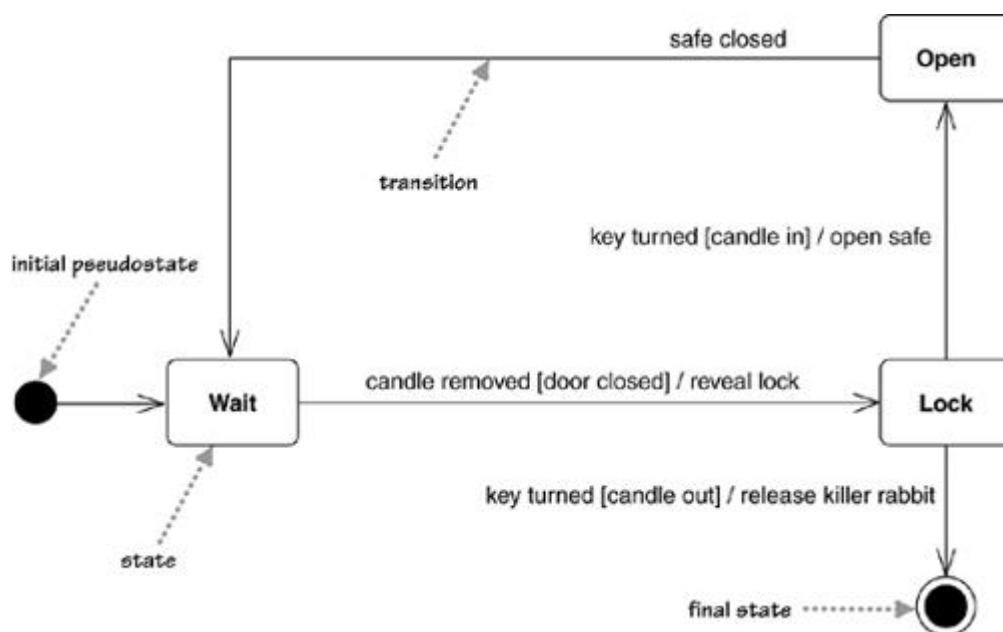 safe closed
Open
transition
key turned [candle in] / open safe
initial pseudostate
candle removed [door closed] / reveal lock
Wait
Lock
key turned [candle out] / release killer rabbit
state
final state